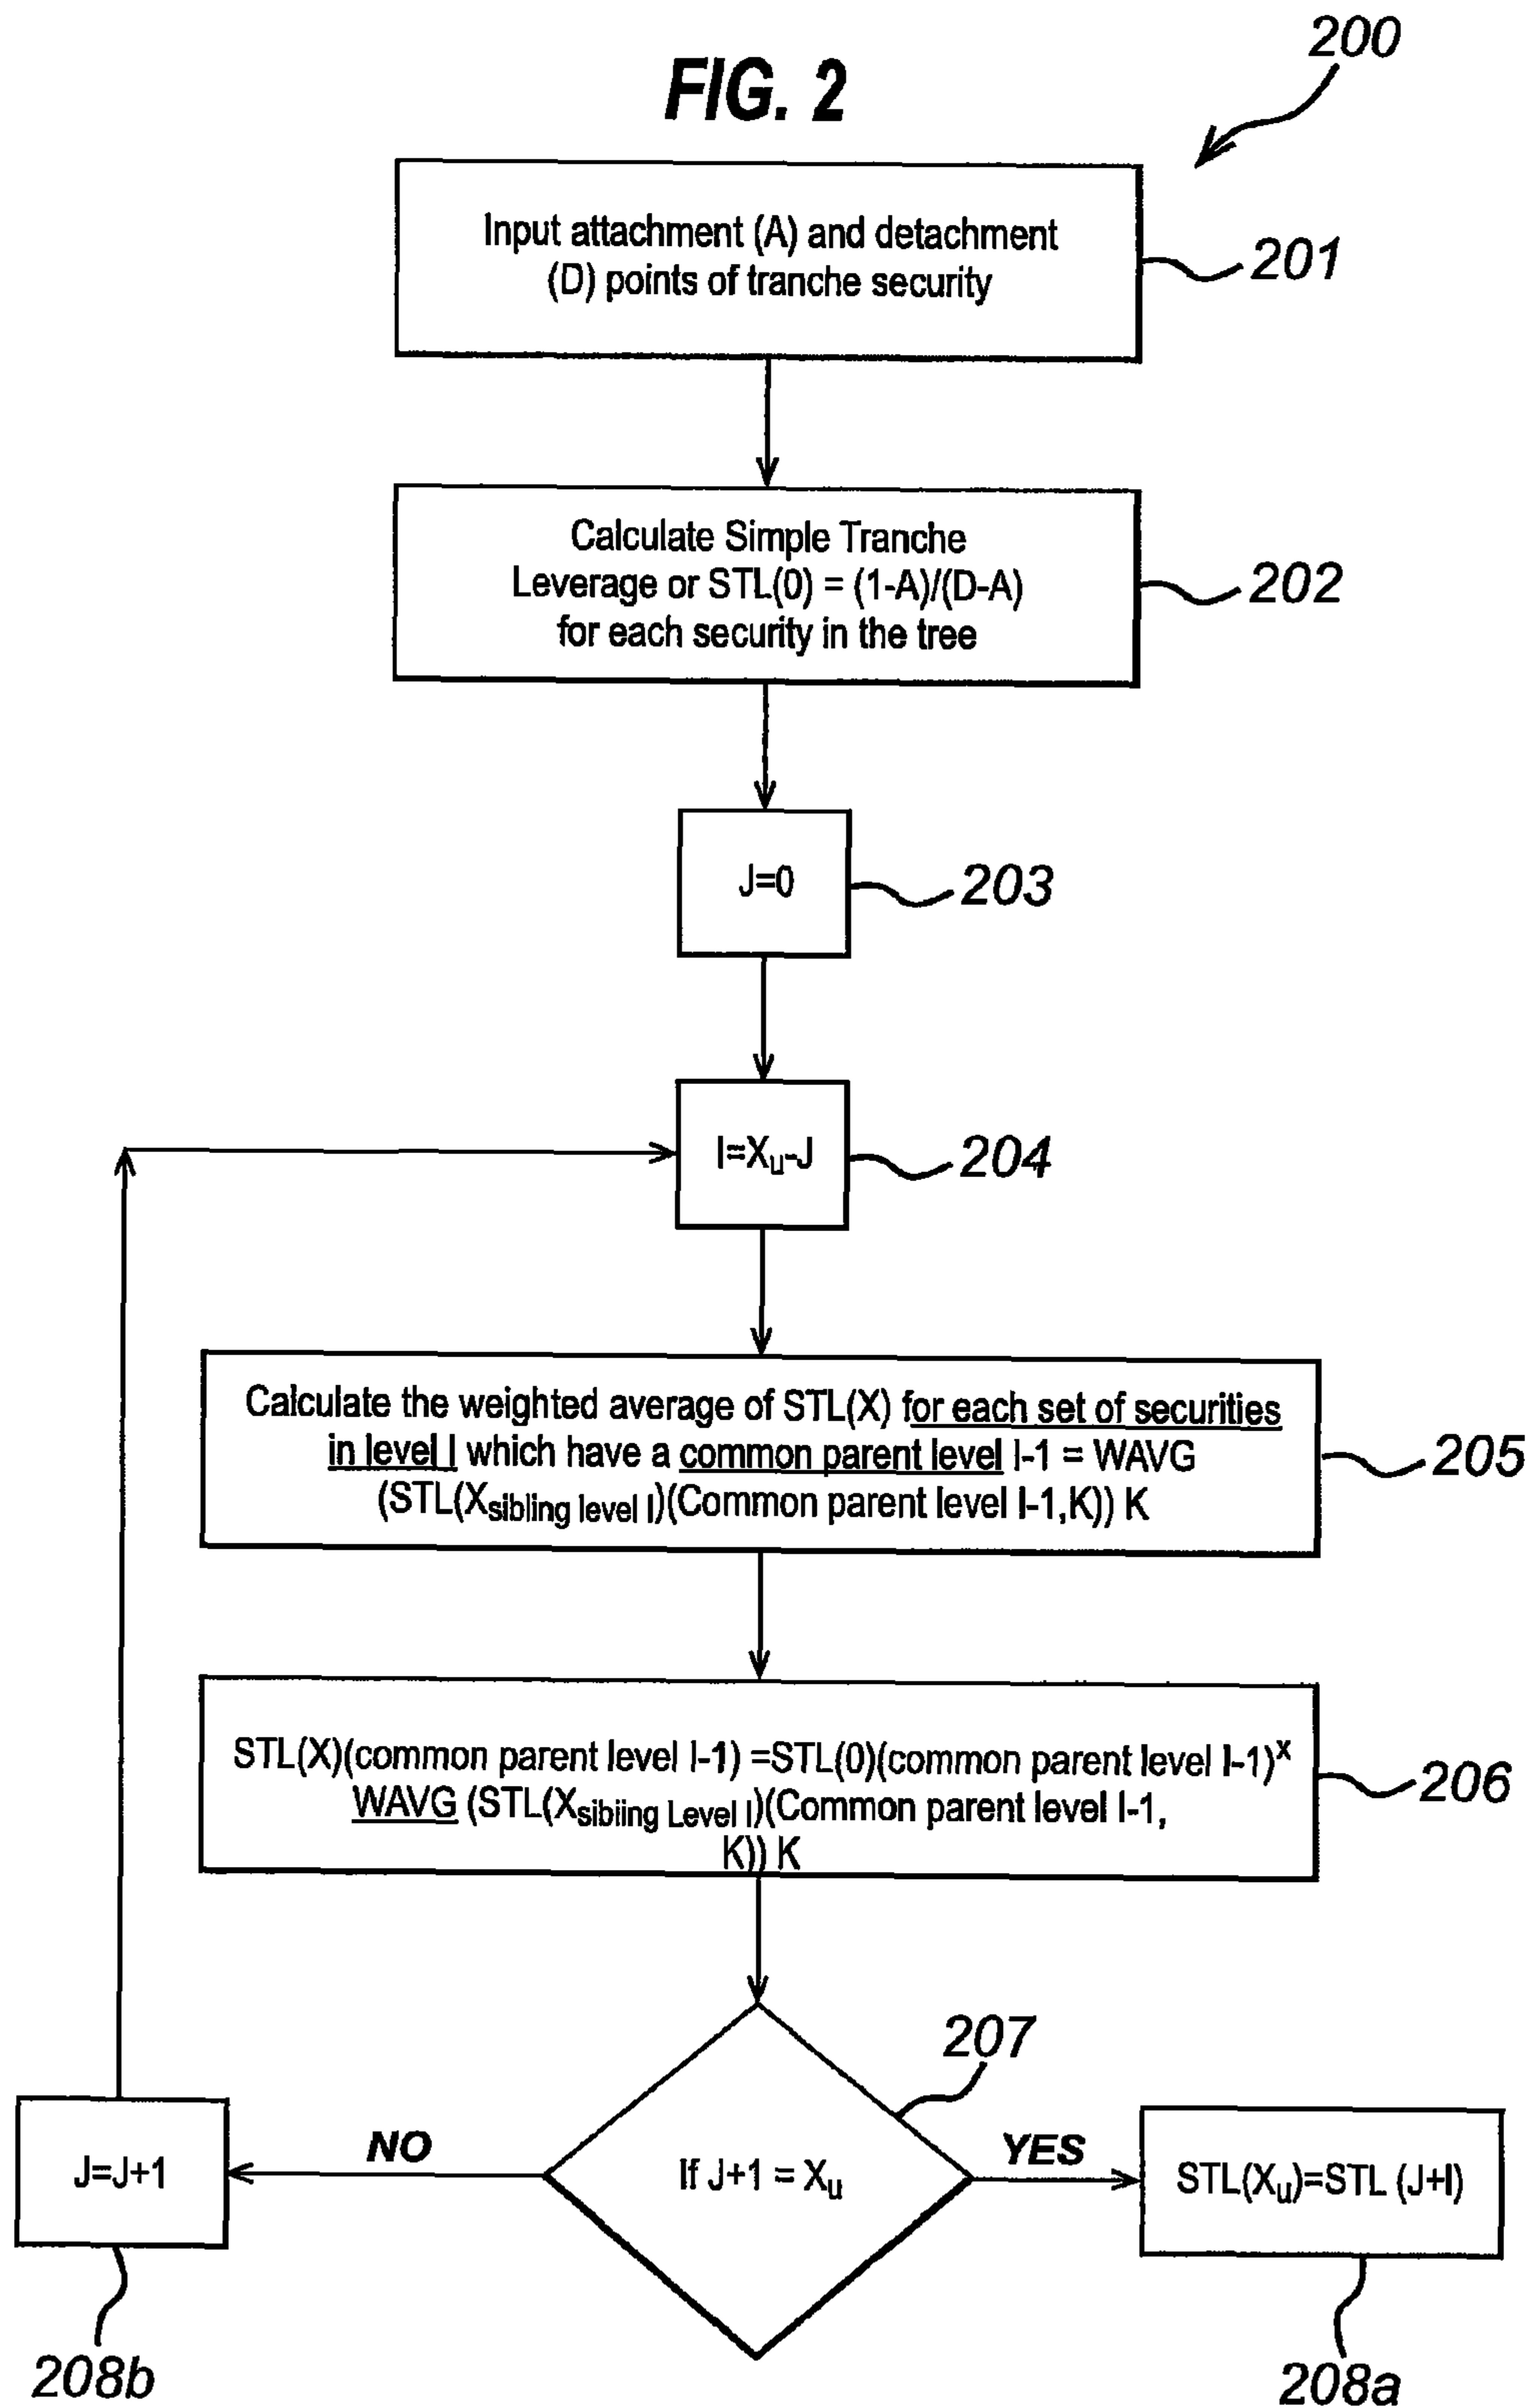 200
FIG. 2
Input attachment (A) and detachment
(D) points of tranche security
201
Calculate Simple Tranche
Leverage or STL(0) = (1-A)/(D-A)
for each security in the tree
202
J=0
203
I=Xu-J
204
Calculate the weighted average of STL(X) for each set of securities
in level I which have a common parent level I-1 = WAVG
(STL(Xsibling level I)(Common parent level I-1,K)) K
205
STL(X)(common parent level I-1) =STL(0)(common parent level I-1)x
WAVG (STL(Xsibiing Level I)(Common parent level I-1,
K)) K
206
207
If J+1 = Xu
NO
YES
J=J+1
STL(Xu)=STL (J+I)
208b
208a